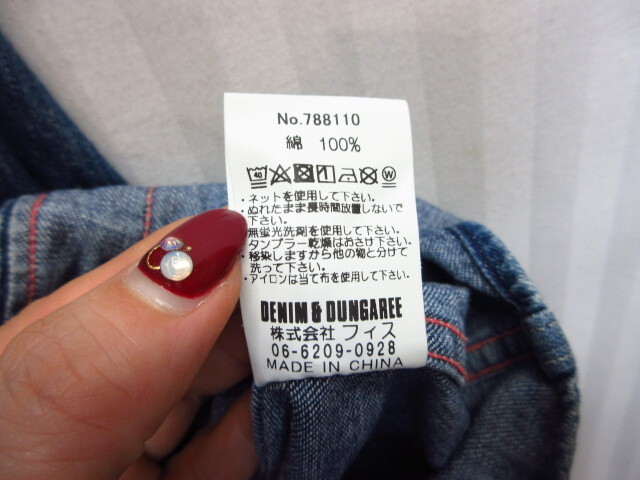 No.788110
綿 100%
40
・ネットを使用して下さい。
・ぬれたまま長時間放置しないで
下さい。
無蛍光洗剤を使用して下さい。
タンブラー乾燥はおさけ下さい。
・移染しますから他の物と分けて
洗って下さい。
・アイロンは当て布を使用して下さい。
DENIM & DUNGAREE
株式会社 フィス
06-6209-0928
MADE IN CHINA